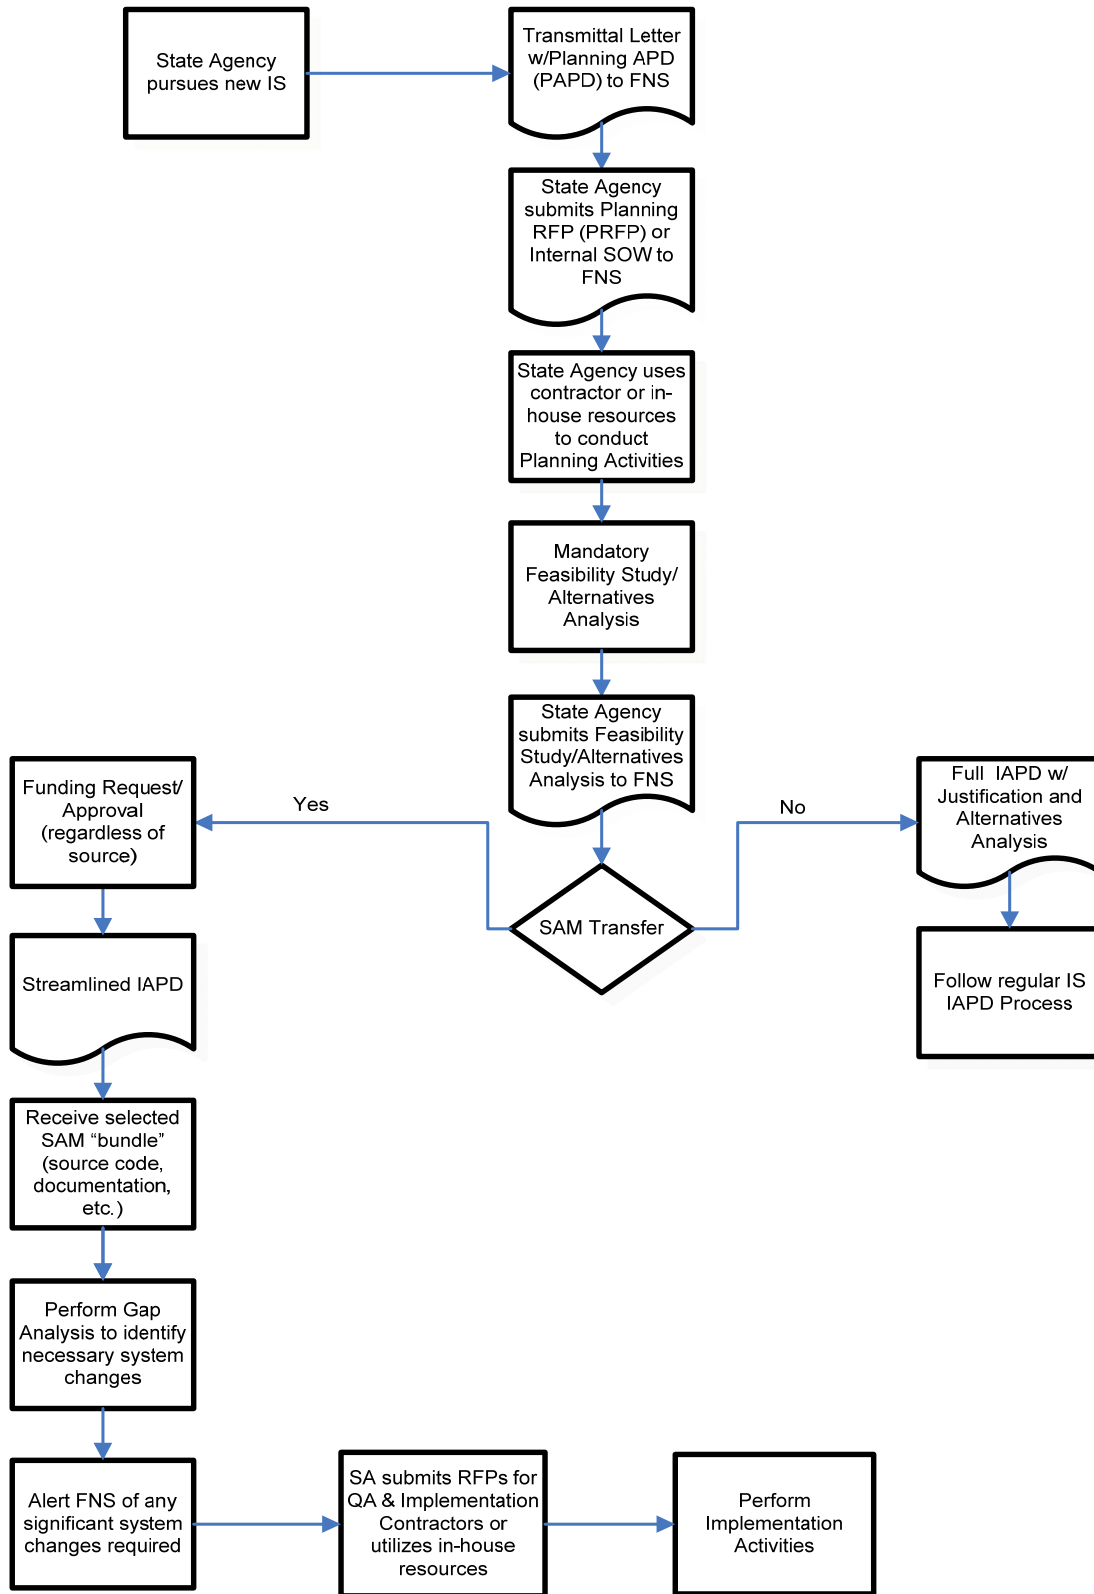 State Agency
pursues new IS
Transmittal Letter
w/Planning APD
(PAPD) to FNS
State Agency
submits Planning
RFP (PRFP) or
Internal SOW to
FNS
State Agency uses
contractor or in-
house resources
to conduct
Planning Activities
Mandatory
Feasibility Study/
Alternatives
Analysis
State Agency
submits Feasibility
Study/Alternatives
Analysis to FNS
SAM Transfer
Yes
No
Funding Request/
Approval
(regardless of
source)
Streamlined IAPD
Receive selected
SAM “bundle”
(source code,
documentation,
etc.)
Perform Gap
Analysis to identify
necessary system
changes
Alert FNS of any
significant system
changes required
SA submits RFPs for
QA & Implementation
Contractors or
utilizes in-house
resources
Perform
Implementation
Activities
Full IAPD w/
Justification and
Alternatives
Analysis
Follow regular IS
IAPD Process